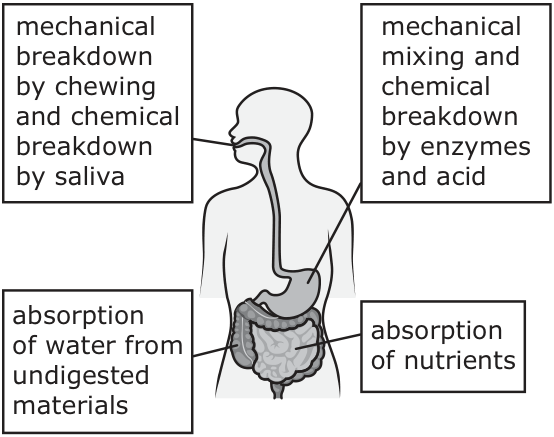 mechanical
breakdown
by chewing
and chemical
breakdown
by saliva
mechanical
mixing and
chemical
breakdown
by enzymes
and acid
absorption
of water from
undigested
materials
absorption
of nutrients